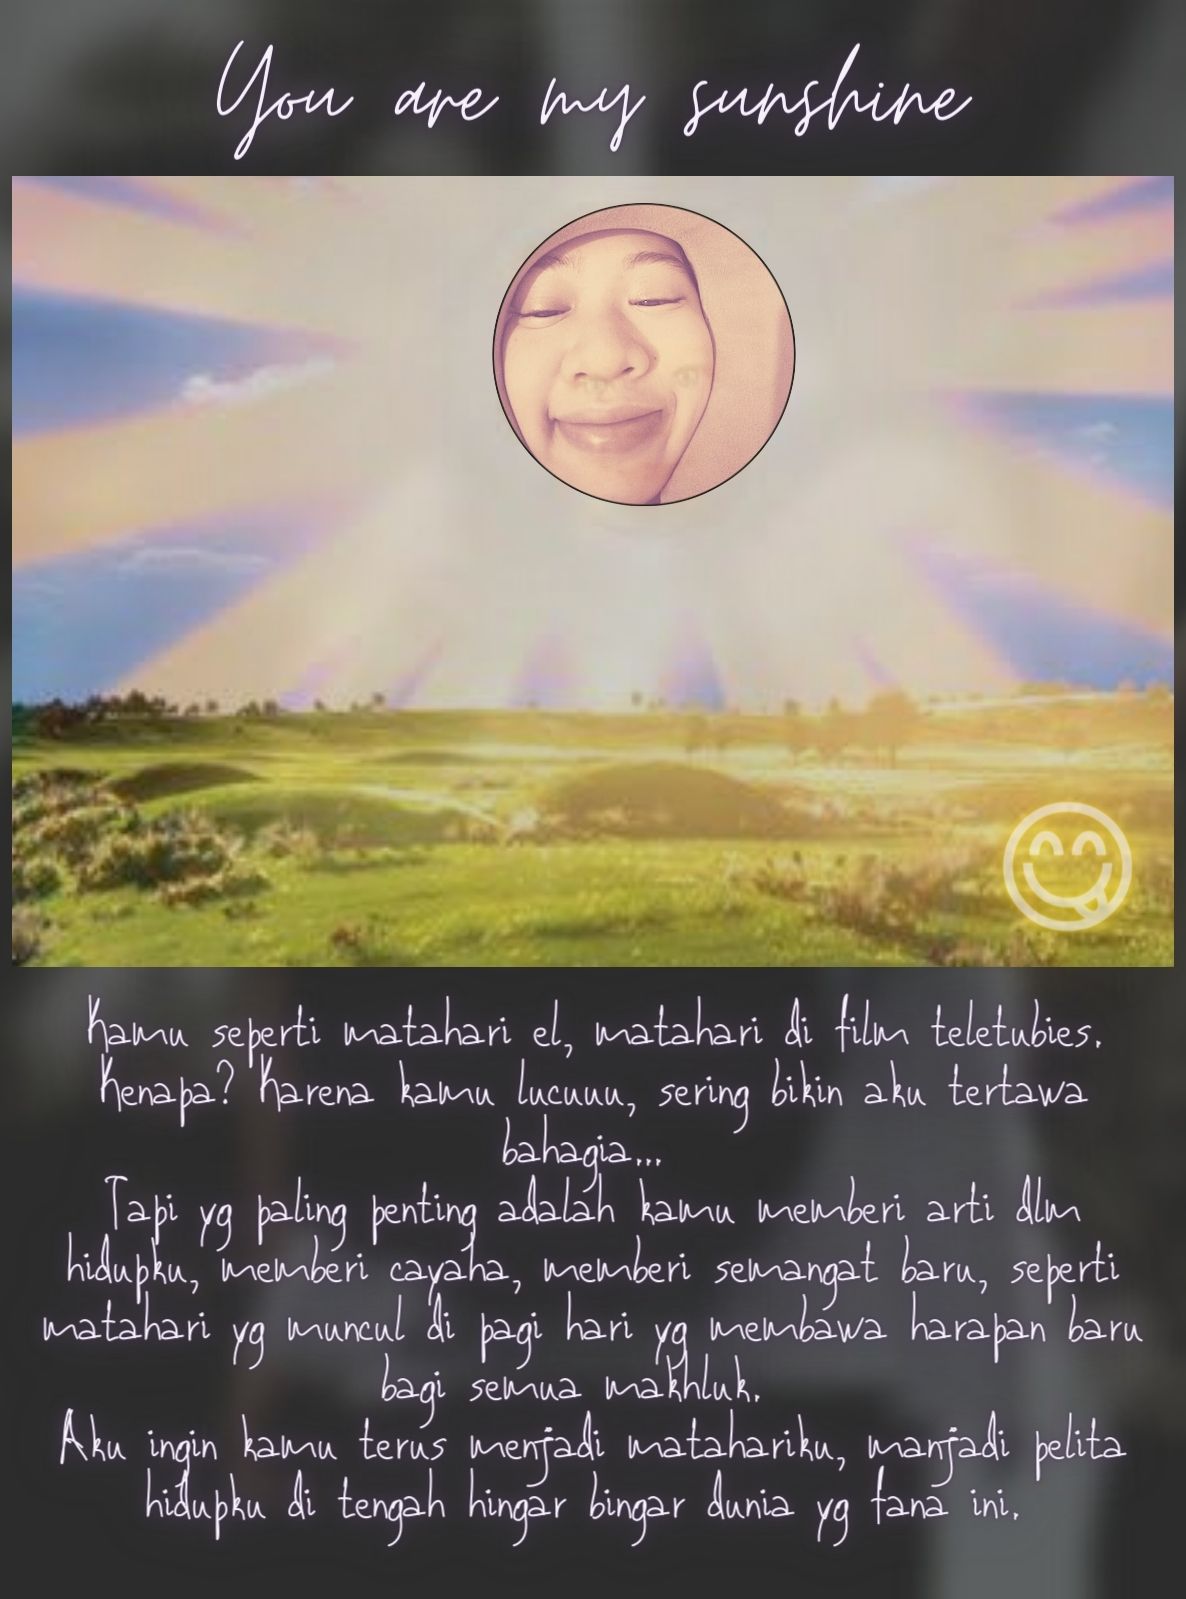 You are my sunshine
Kamu seperti matahari el, matahari di film teletubies.
Kenapa? Karena kamu lucuuu, sering bikin aku tertawa
bahagia...
Tapi yg paling penting adalah kamu memberi arti dlm
hidupku, memberi cayaha, memberi semangat baru, seperti
matahari yg muncul di pagi hari yg membawa harapan baru
bagi semua makhluk.
Aku ingin kamu terus menjadi matahariku, manjadi pelita
hidupku di tengah hingar bingar dunia yg fana ini.